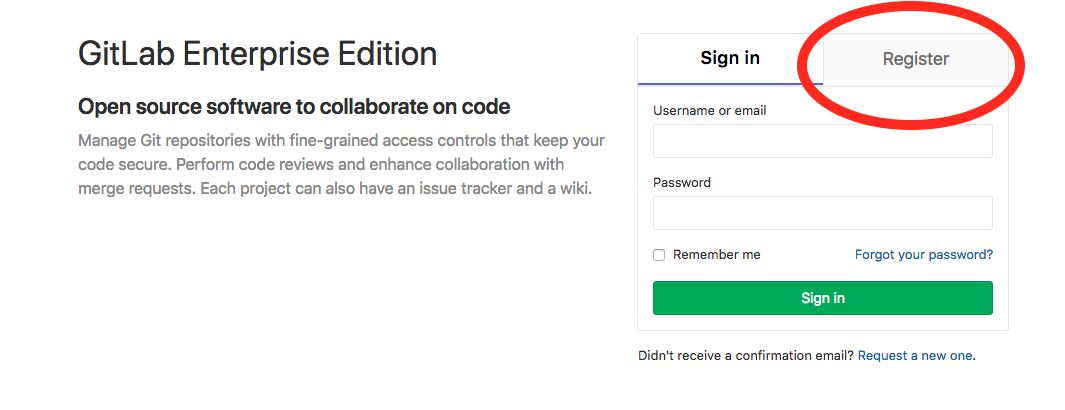 GitLab Enterprise Edition
Open source software to collaborate on code
Manage Git repositories with fine-grained access controls that keep your
code secure. Perform code reviews and enhance collaboration with
merge requests. Each project can also have an issue tracker and a wiki.
Sign in
Register
Username or email
Password
Remember me
Forgot your password?
Sign in
Didn't receive a confirmation email? Request a new one.